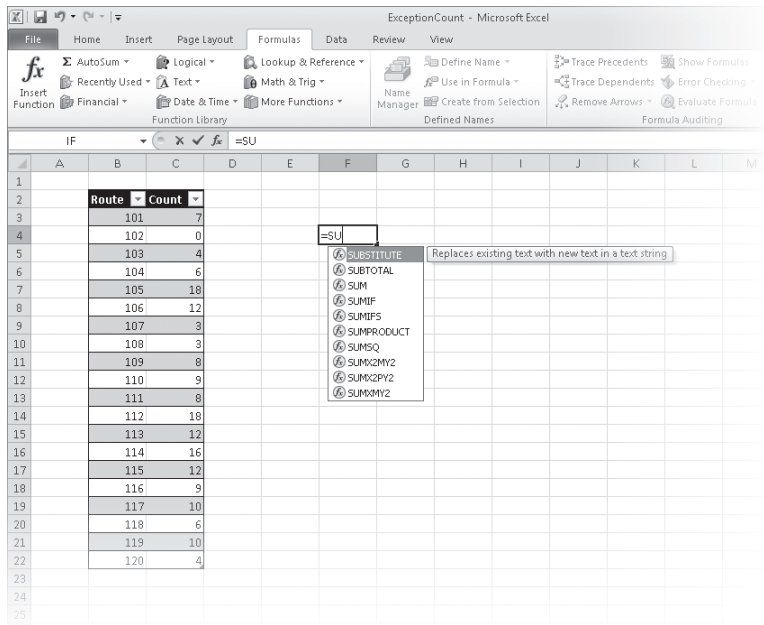 ExceptionCount - Microsoft Excel
File Home Insert Page Layout Formulas Data Review View
fx Insert Function
Σ AutoSum
Recently Used
Financial
Logical
Text
Date & Time
Lookup & Reference
Math & Trig
More Functions
Function Library
Name Manager
Define Name
Use in Formula
Create from Selection
Defined Names
Trace Precedents
Trace Dependents
Remove Arrows
Show Formulas
Error Checking
Evaluate Formula
Formula Auditing
IF fx =SU
A B C D E F G H I J K L M
1
2 Route Count
3 101 7
4 102 0 =SU
5 103 4 SUBSTITUTE Replaces existing text with new text in a text string
6 104 6 SUBTOTAL
7 105 18 SUM
8 106 12 SUMIF
SUMIFS
9 107 3
10 108 3 SUMPRODUCT
SUMSQ
11 109 8 SUMX2MY2
12 110 9 SUMX2PY2
13 111 8 SUMXMY2
14 112 18
15 113 12
16 114 16
17 115 12
18 116 9
19 117 10
20 118 6
21 119 10
22 120 4
23
24
25